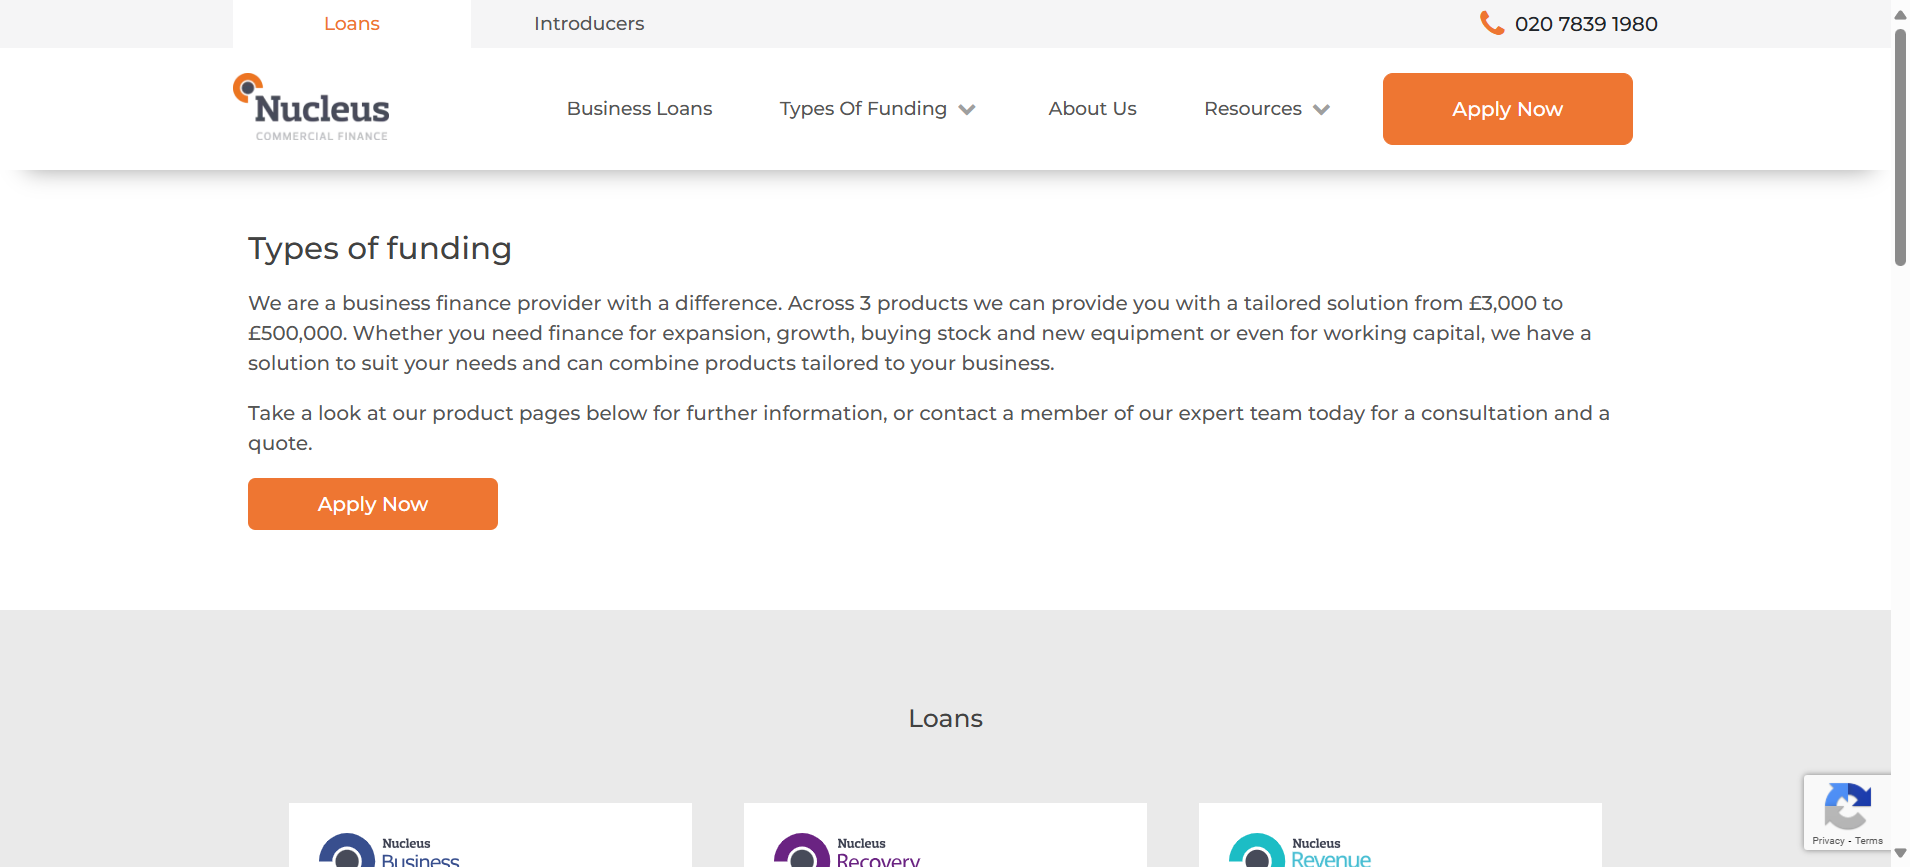 Loans
Introducers
020 7839 1980
Nucleus
COMMERCIAL FINANCE
Business Loans
Types Of Funding
About Us
Resources
Apply Now
Types of funding
We are a business finance provider with a difference. Across 3 products we can provide you with a tailored solution from £3,000 to
£500,000. Whether you need finance for expansion, growth, buying stock and new equipment or even for working capital, we have a
solution to suit your needs and can combine products tailored to your business.
Take a look at our product pages below for further information, or contact a member of our expert team today for a consultation and a
quote.
Apply Now
Loans
Nucleus
Business
Nucleus
Recovery
Nucleus
Revenue
Privacy - Terms